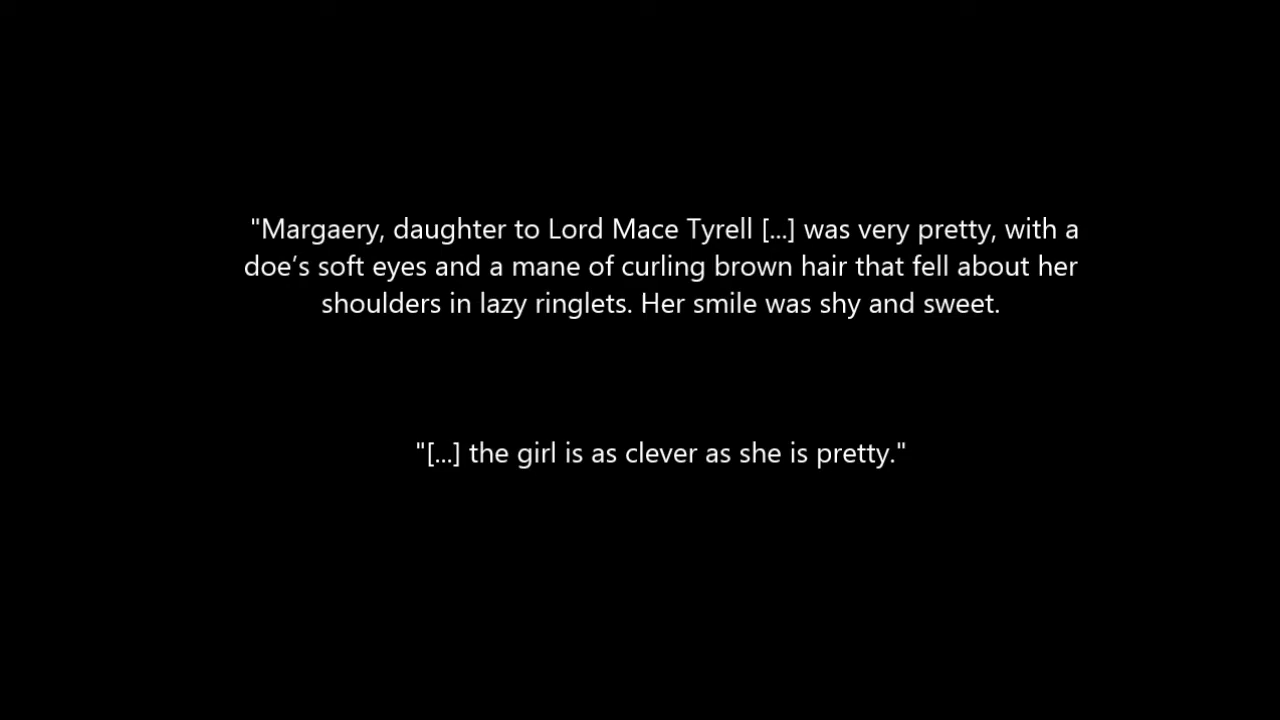 "Margaery, daughter to Lord Mace Tyrell [...] was very pretty, with a
doe’s soft eyes and a mane of curling brown hair that fell about her
shoulders in lazy ringlets. Her smile was shy and sweet.
"[...] the girl is as clever as she is pretty."